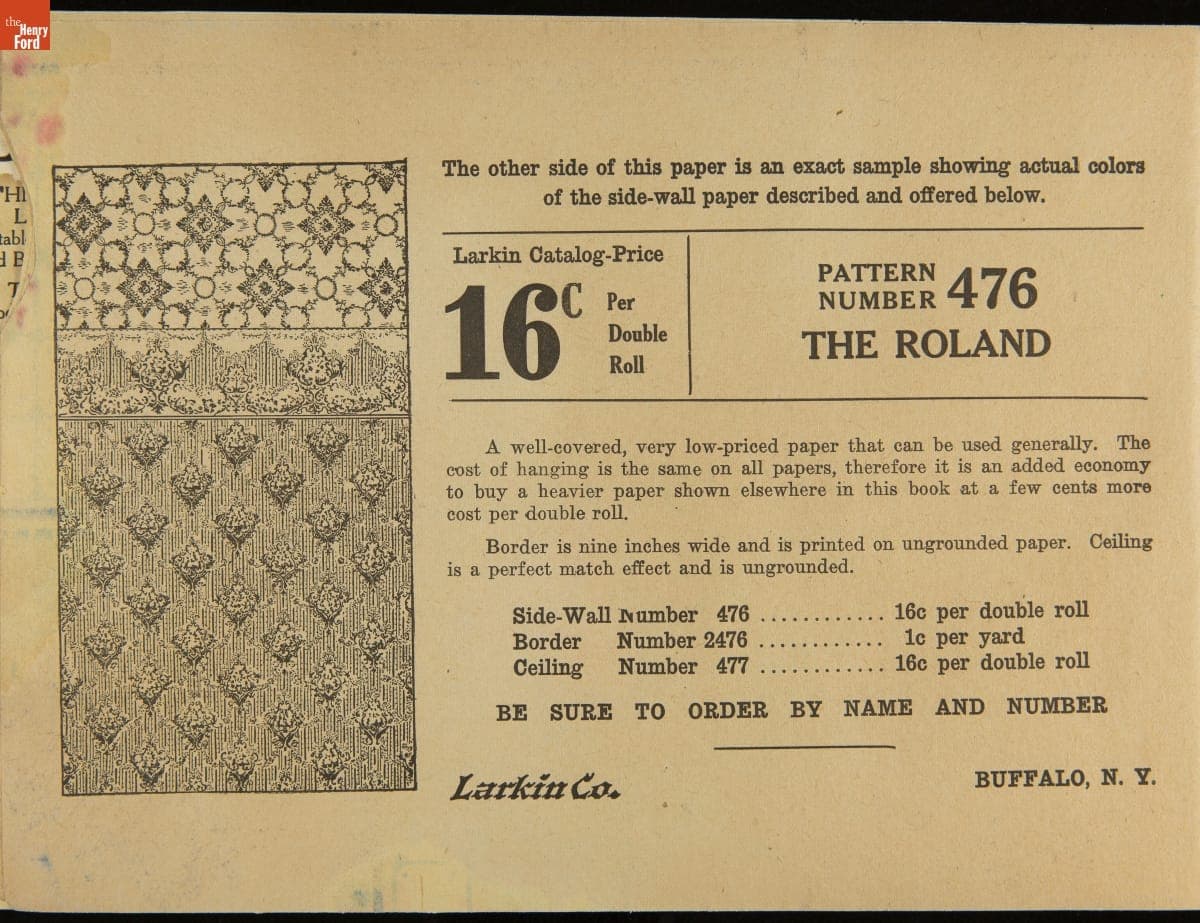 the
Henry
Ford
The other side of this paper is an exact sample showing actual colors
of the side-wall paper described and offered below.
Larkin Catalog-Price
16c Per
Double
Roll
PATTERN
NUMBER 476
THE ROLAND
A well-covered, very low-priced paper that can be used generally. The
cost of hanging is the same on all papers, therefore it is an added economy
to buy a heavier paper shown elsewhere in this book at a few cents more
cost per double roll.
Border is nine inches wide and is printed on ungrounded paper. Ceiling
is a perfect match effect and is ungrounded.
Side-Wall Number 476 ............ 16c per double roll
Border Number 2476 ............ 1c per yard
Ceiling Number 477 ............ 16c per double roll
BE SURE TO ORDER BY NAME AND NUMBER
Larkin Co.
BUFFALO, N. Y.